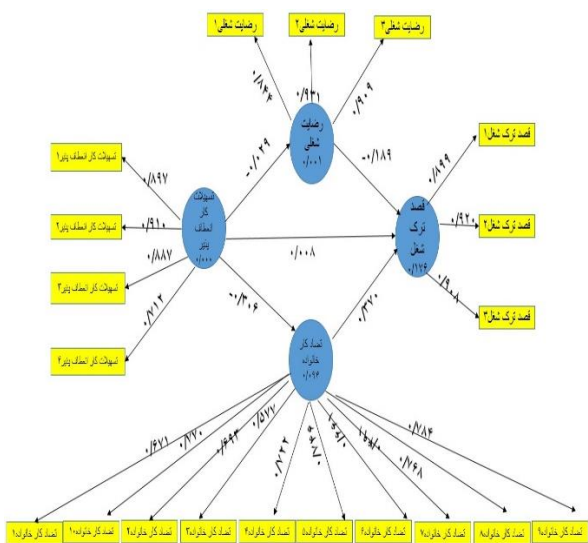 رضایت شغلی۱
رضایت شغلی۲
رضایت شغلی۳
۰/۸۴۴
۰/۹۳۱
۰/۹۰۹
رضایت
شغلی
۰/۰۰۱
تسهیلات کار انعطاف پذیر۱
تسهیلات کار انعطاف پذیر۲
تسهیلات کار انعطاف پذیر۳
تسهیلات کار انعطاف پذیر۴
۰/۸۹۷
۰/۹۱۰
۰/۸۸۷
۰/۷۱۲
تسهیلات
کار
انعطاف
پذیر
۰/۰۰۰
-۰/۰۲۹
-۰/۱۸۹
۰/۰۰۸
-۰/۳۰۶
۰/۳۷۰
قصد
ترک
شغل
۰/۱۷۶
قصد ترک شغل۱
قصد ترک شغل۲
قصد ترک شغل۳
۰/۸۹۹
۰/۹۲۰
۰/۹۰۸
تضاد کار
خانواده
۰/۰۹۴
۰/۶۷۱
۰/۷۷۰
۰/۶۹۳
۰/۵۷۷
۰/۷۲۲
۰/۷۶۸
۰/۷۸۴
تضاد کار خانواده۱
تضاد کار خانواده۱۰
تضاد کار خانواده۲
تضاد کار خانواده۳
تضاد کار خانواده۴
تضاد کار خانواده۵
تضاد کار خانواده۶
تضاد کار خانواده۷
تضاد کار خانواده۸
تضاد کار خانواده۹